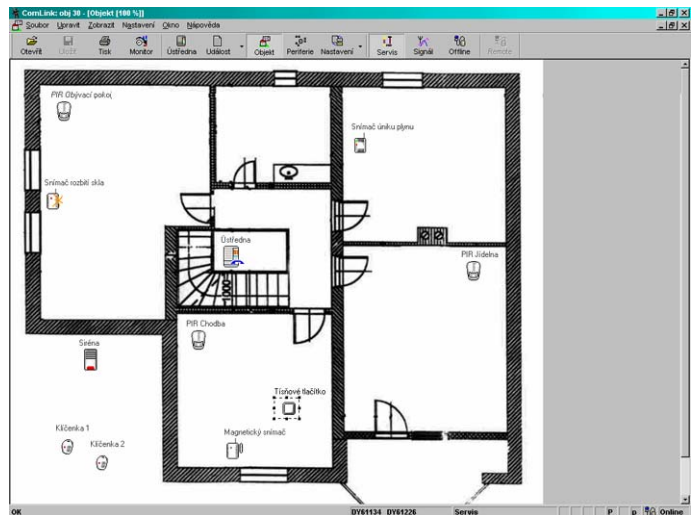 ComLink: obj 30 - [Objekt [100 %]]
Soubor Upravit Zobrazit Nastavení Okno Nápověda
Otevřít Uložit Tisk Monitor Ústředna Událost Objekt Periferie Nastavení Servis Signál Offline Remote
PIR Obývací pokoj
Snímač úniku plynu
Snímač rozbití skla
Ústředna
PIR Jídelna
1000
PIR Chodba
Siréna
Tísňové tlačítko
Klíčenka 1
Magnetický snímač
Klíčenka 2
OK DY61134 DY61226 Servis P p Online